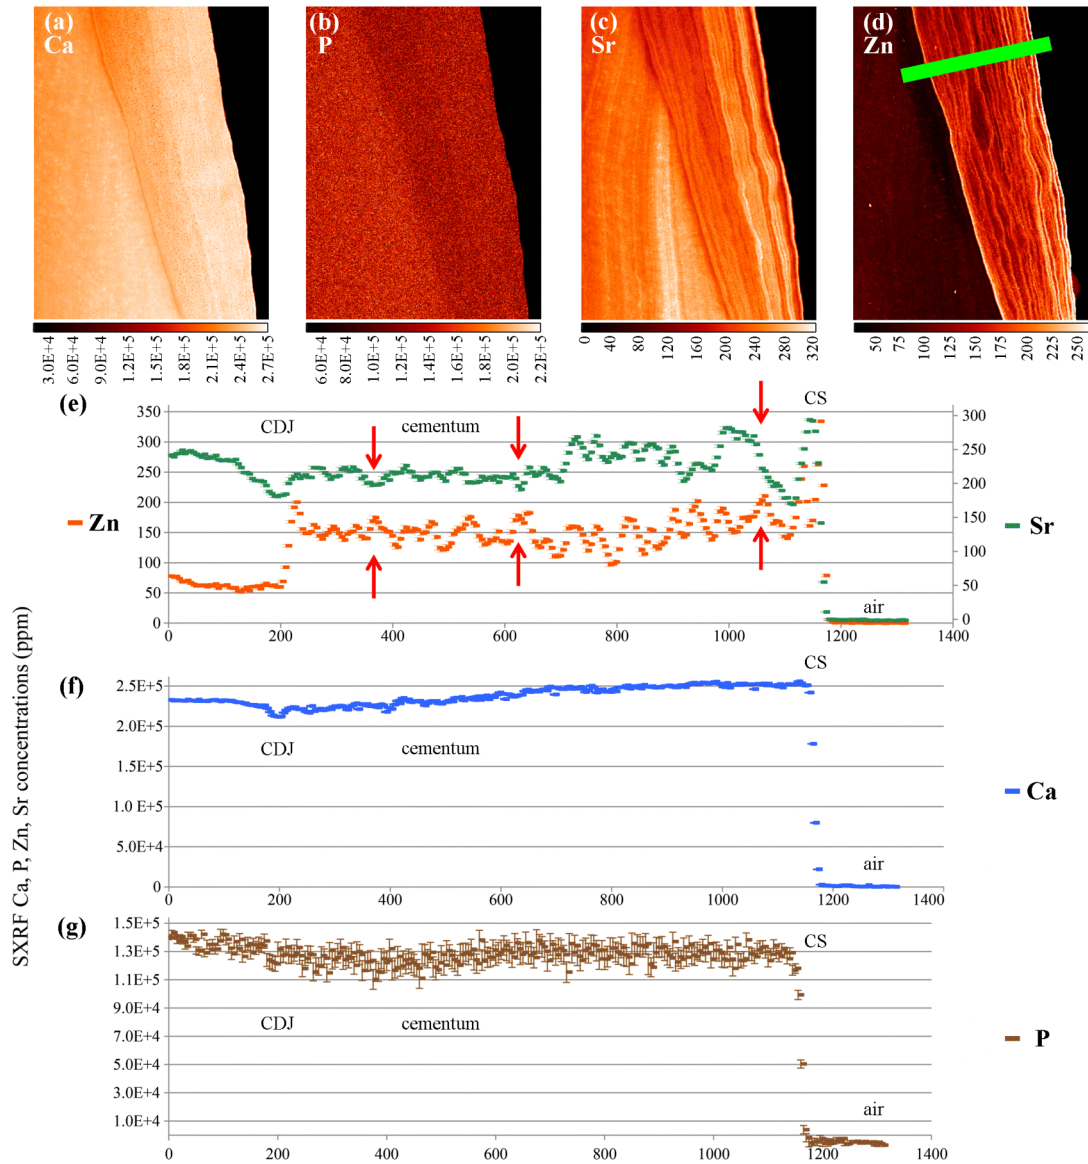 (a)
Ca
(b)
P
(c)
Sr
(d)
Zn
3.0E+4 6.0E+4 9.0E+4 1.2E+5 1.5E+5 1.8E+5 2.1E+5 2.4E+5 2.7E+5
6.0E+4 8.0E+4 1.0E+5 1.2E+5 1.4E+5 1.6E+5 1.8E+5 2.0E+5 2.2E+5
0 40 80 120 160 200 240 280 320
50 75 100 125 150 175 200 225 250
SXRF Ca, P, Zn, Sr concentrations (ppm)
(e)
CDJ cementum CS
350
300
250
200
150
100
50
0
300
250
200
150
100
50
0
Zn
Sr
air
0 200 400 600 800 1000 1200 1400
(f)
CS
2.5E+5
2.0E+5
1.5E+5
1.0 E+5
5.0E+4
0
CDJ cementum
Ca
air
0 200 400 600 800 1000 1200 1400
(g)
CS
1.5E+5
1.3E+5
1.1E+5
9.0E+4
7.0E+4
5.0E+4
3.0E+4
1.0E+4
CDJ cementum
P
air
0 200 400 600 800 1000 1200 1400